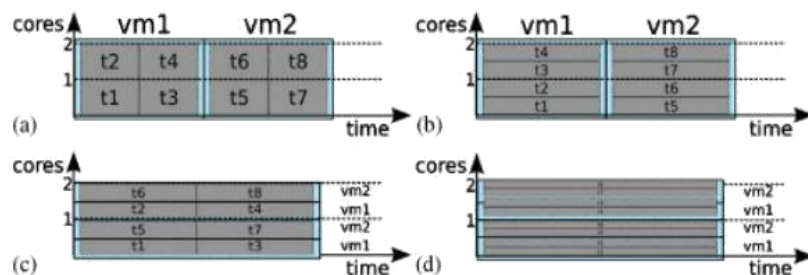 cores vm1 vm2
2
t2 t4 t6 t8
1
t1 t3 t5 t7
(a) time
cores vm1 vm2
2
t4 t8
t3 t7
1
t2 t6
t1 t5
(b) time
cores
2
t6 t8 vm2
t2 t4 vm1
1
t5 t7 vm2
t1 t3 vm1
(c) time
cores
2
vm2
vm1
1
vm2
vm1
(d) time